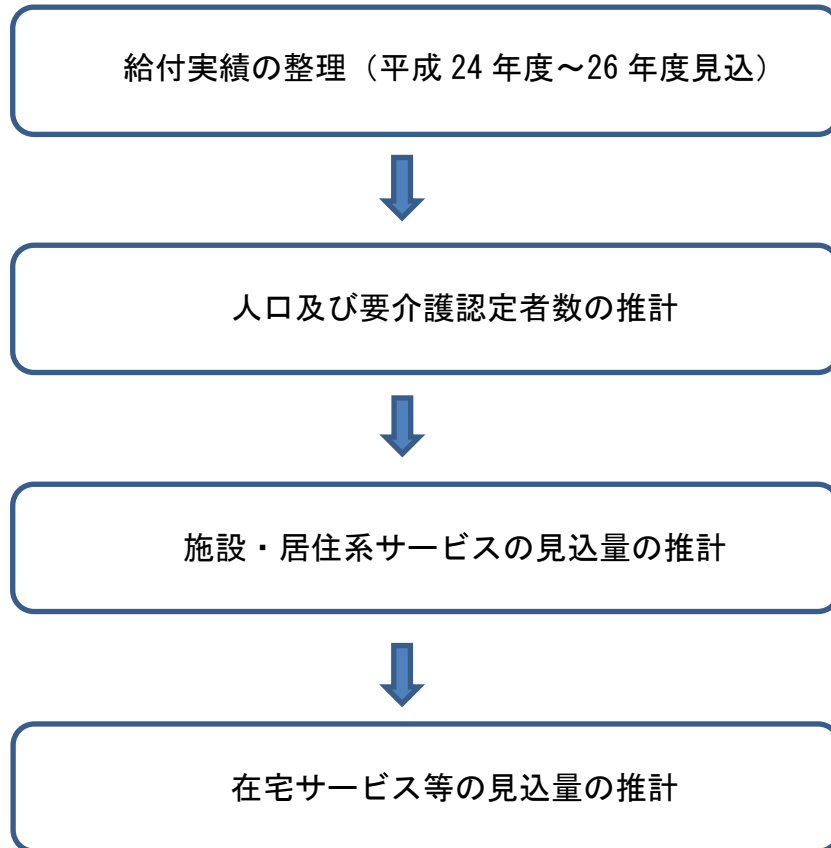 給付実績の整理（平成 24 年度～26 年度見込）
人口及び要介護認定者数の推計
施設・居住系サービスの見込量の推計
在宅サービス等の見込量の推計